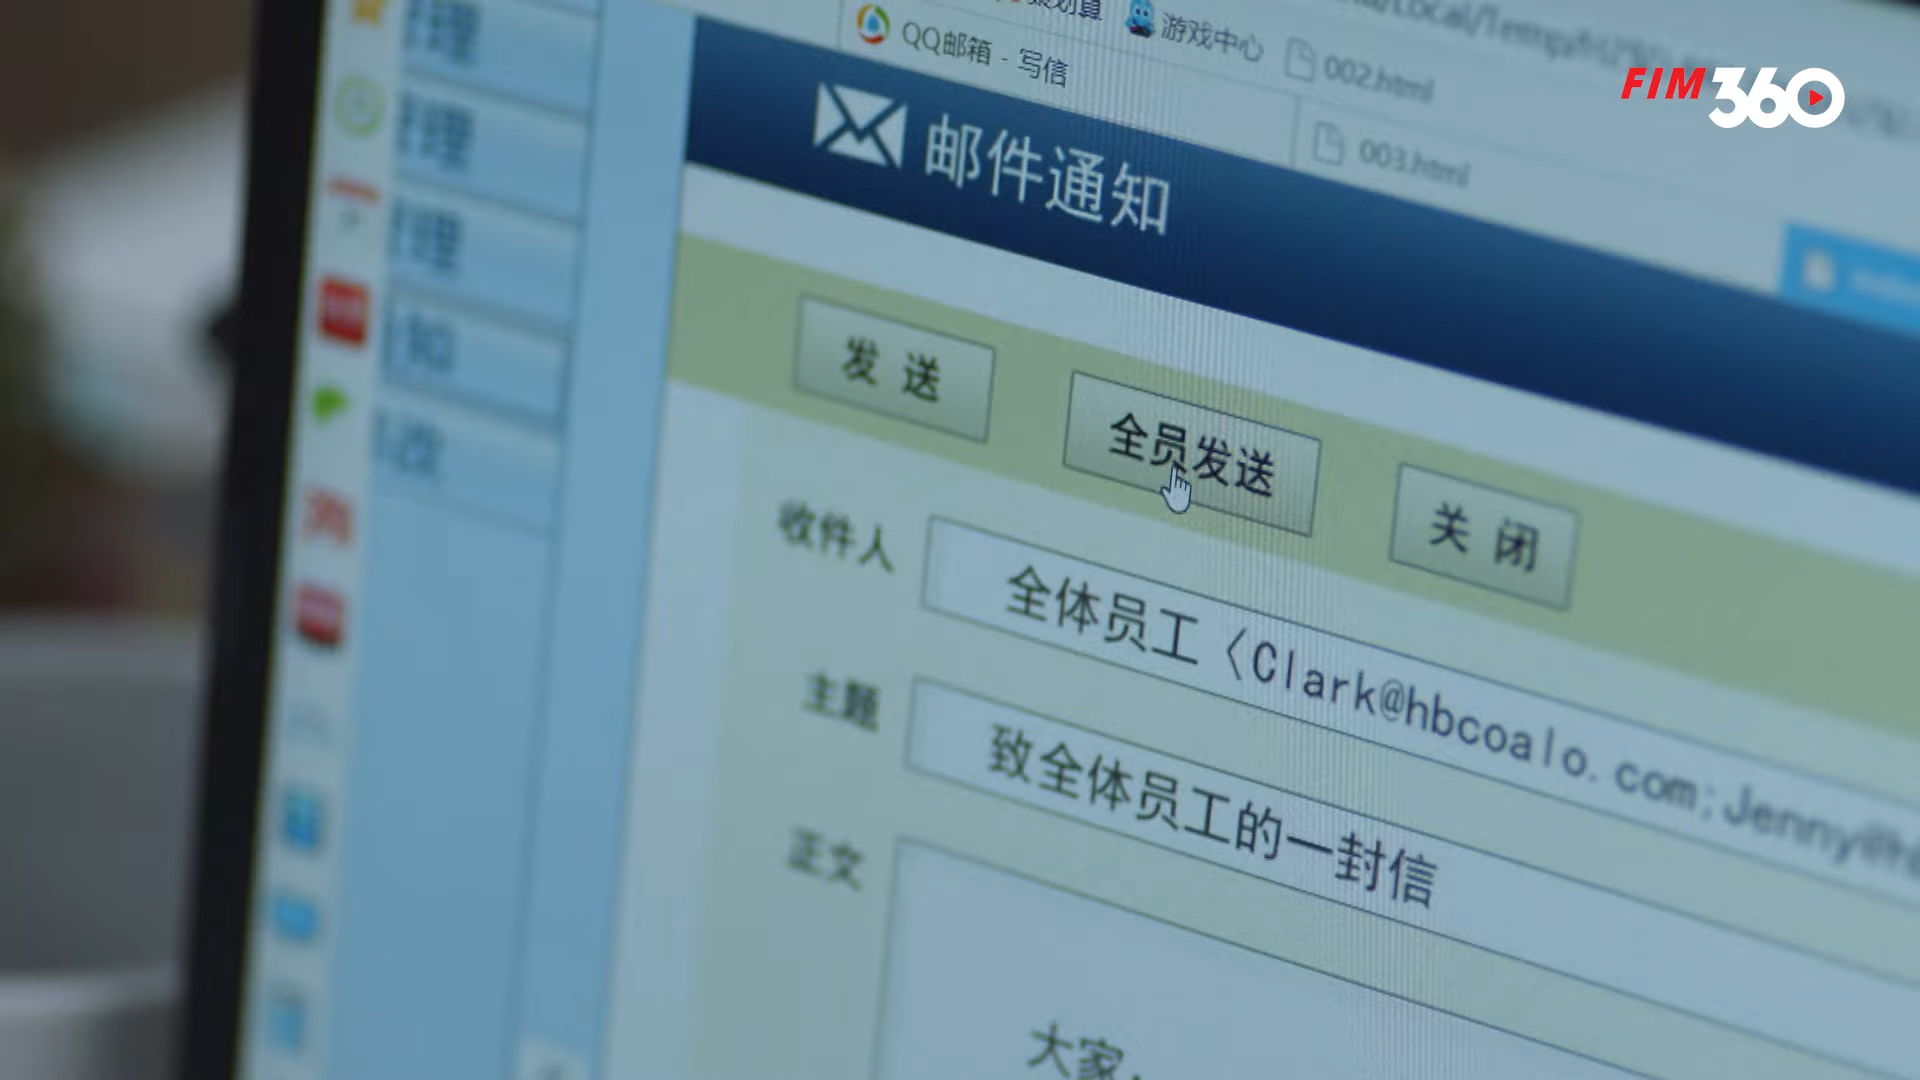 游戏中心
002.html
QQ邮箱 - 写信
003.html
FIM360
邮件通知
发 送
全员发送
关 闭
收件人
全体员工〈Clark@hbcoalo.com;Jenny@h
主题
致全体员工的一封信
正文
大家